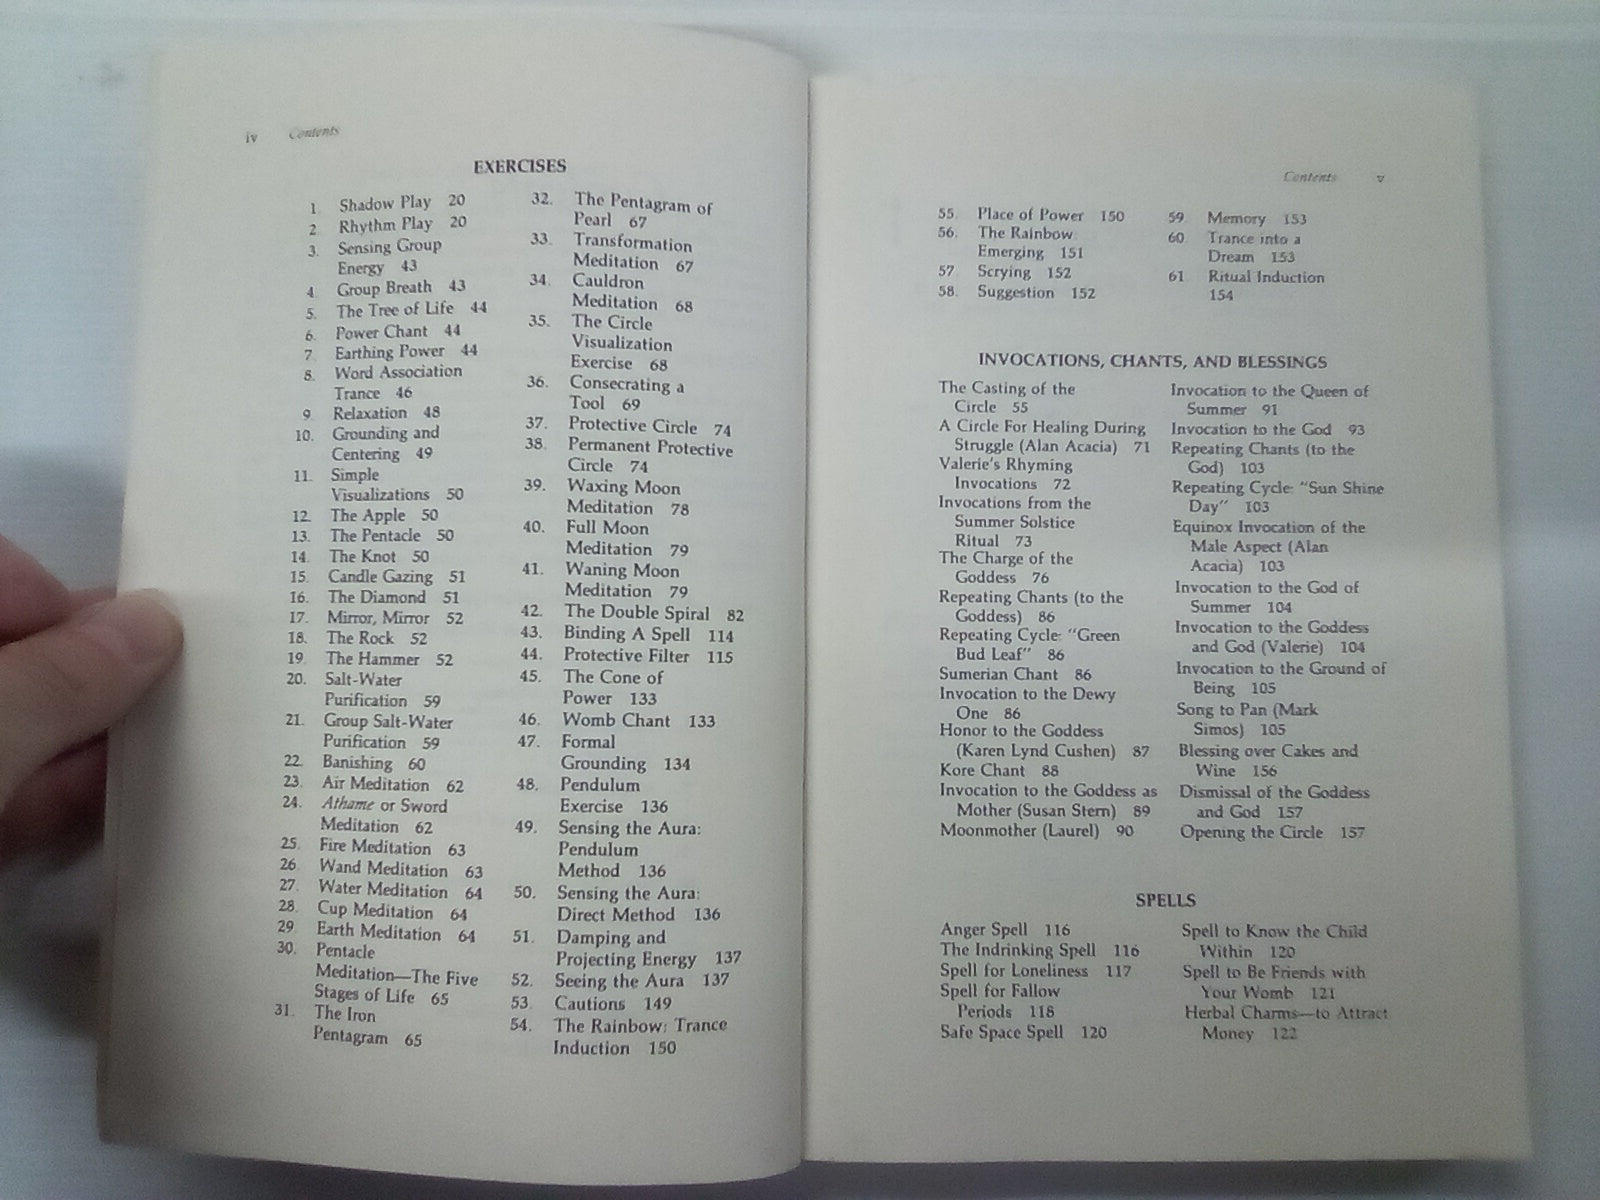 iv Contents
EXERCISES
1. Shadow Play 20
2. Rhythm Play 20
3. Sensing Group
Energy 43
4. Group Breath 43
5. The Tree of Life 44
6. Power Chant 44
7. Earthing Power 44
8. Word Association
Trance 46
9. Relaxation 48
10. Grounding and
Centering 49
11. Simple
Visualizations 50
12. The Apple 50
13. The Pentacle 50
14. The Knot 50
15. Candle Gazing 51
16. The Diamond 51
17. Mirror, Mirror 52
18. The Rock 52
19. The Hammer 52
20. Salt-Water
Purification 59
21. Group Salt-Water
Purification 59
22. Banishing 60
23. Air Meditation 62
24. Athame or Sword
Meditation 62
25. Fire Meditation 63
26. Wand Meditation 63
27. Water Meditation 64
28. Cup Meditation 64
29. Earth Meditation 64
30. Pentacle
Meditation—The Five
Stages of Life 65
31. The Iron
Pentagram 65
32. The Pentagram of
Pearl 67
33. Transformation
Meditation 67
34. Cauldron
Meditation 68
35. The Circle
Visualization
Exercise 68
36. Consecrating a
Tool 69
37. Protective Circle 74
38. Permanent Protective
Circle 74
39. Waxing Moon
Meditation 78
40. Full Moon
Meditation 79
41. Waning Moon
Meditation 79
42. The Double Spiral 82
43. Binding A Spell 114
44. Protective Filter 115
45. The Cone of
Power 133
46. Womb Chant 133
47. Formal
Grounding 134
48. Pendulum
Exercise 136
49. Sensing the Aura:
Pendulum
Method 136
50. Sensing the Aura:
Direct Method 136
51. Damping and
Projecting Energy 137
52. Seeing the Aura 137
53. Cautions 149
54. The Rainbow: Trance
Induction 150
Contents v
55. Place of Power 150
56. The Rainbow:
Emerging 151
57. Scrying 152
58. Suggestion 152
59. Memory 153
60. Trance into a
Dream 153
61. Ritual Induction
154
INVOCATIONS, CHANTS, AND BLESSINGS
The Casting of the
Circle 55
A Circle For Healing During
Struggle (Alan Acacia) 71
Valerie's Rhyming
Invocations 72
Invocations from the
Summer Solstice
Ritual 73
The Charge of the
Goddess 76
Repeating Chants (to the
Goddess) 86
Repeating Cycle: "Green
Bud Leaf" 86
Sumerian Chant 86
Invocation to the Dewy
One 86
Honor to the Goddess
(Karen Lynd Cushen) 87
Kore Chant 88
Invocation to the Goddess as
Mother (Susan Stern) 89
Moonmother (Laurel) 90
Invocation to the Queen of
Summer 91
Invocation to the God 93
Repeating Chants (to the
God) 103
Repeating Cycle: "Sun Shine
Day" 103
Equinox Invocation of the
Male Aspect (Alan
Acacia) 103
Invocation to the God of
Summer 104
Invocation to the Goddess
and God (Valerie) 104
Invocation to the Ground of
Being 105
Song to Pan (Mark
Simos) 105
Blessing over Cakes and
Wine 156
Dismissal of the Goddess
and God 157
Opening the Circle 157
SPELLS
Anger Spell 116
The Indrinking Spell 116
Spell for Loneliness 117
Spell for Fallow
Periods 118
Safe Space Spell 120
Spell to Know the Child
Within 120
Spell to Be Friends with
Your Womb 121
Herbal Charms—to Attract
Money 122